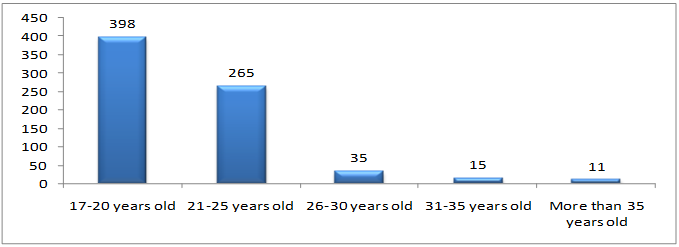 450
400
350
300
250
200
150
100
50
0
398
265
35
15
11
17-20 years old
21-25 years old
26-30 years old
31-35 years old
More than 35
years old